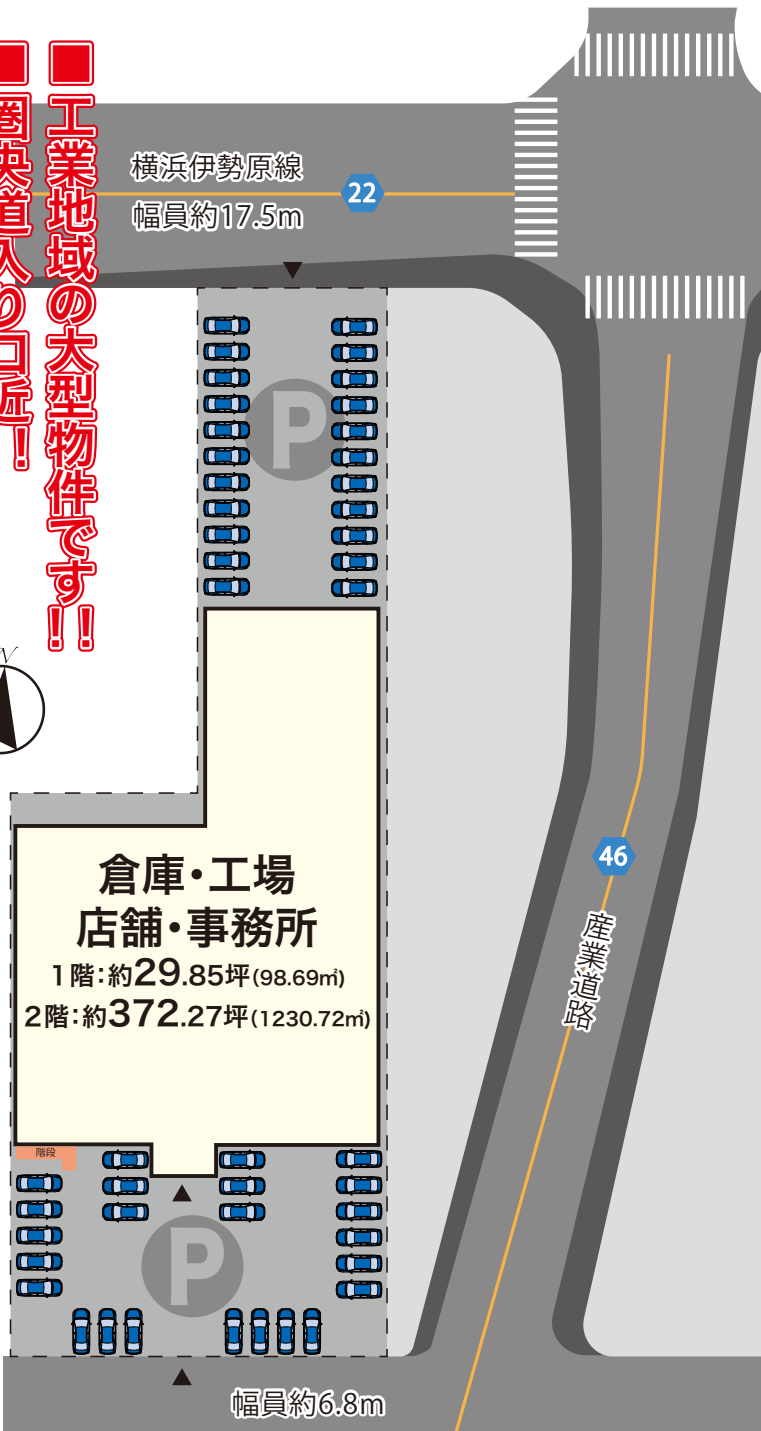 ■工業地域の大型物件です!!
■圏央道入り口近!
横浜伊勢原線
22
幅員約17.5m
P
N
倉庫・工場
店舗・事務所
1階：約29.85坪(98.69㎡)
2階：約372.27坪(1230.72㎡)
46
産業道路
階段
P
幅員約6.8m